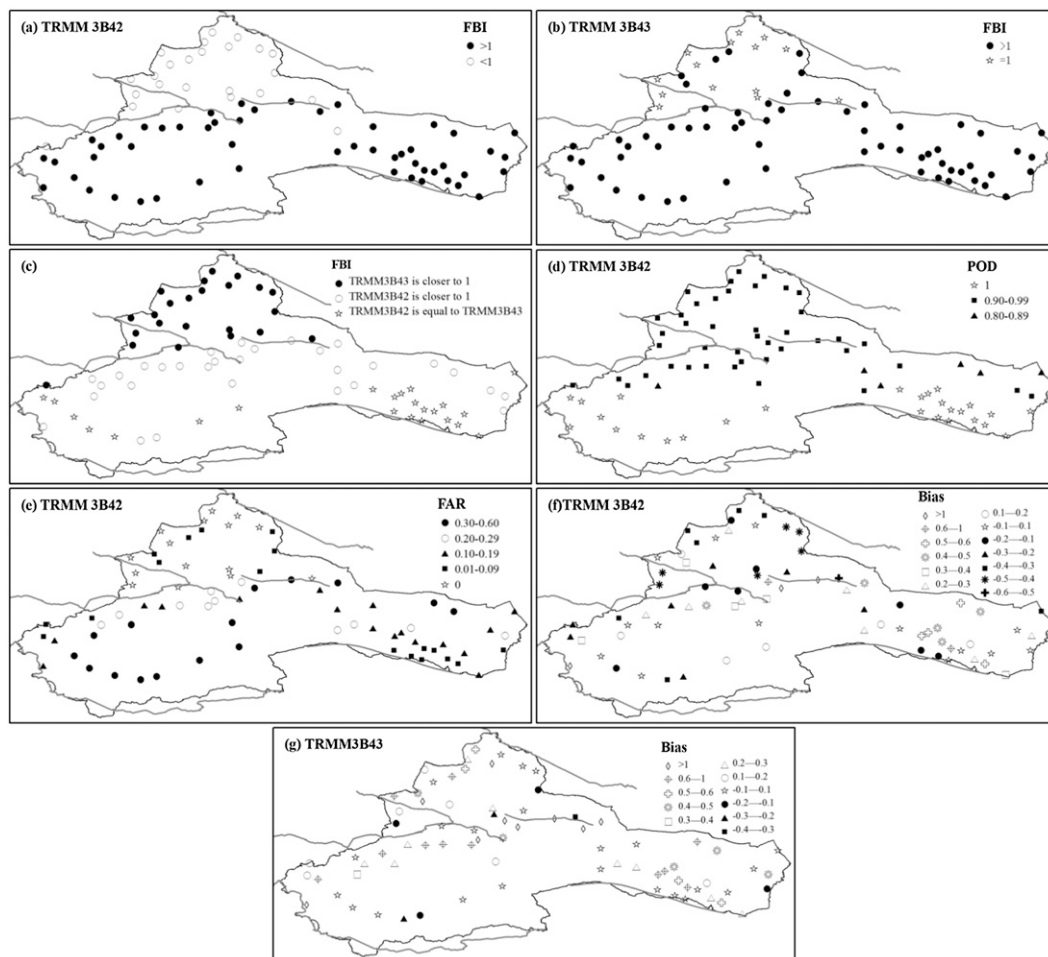 (a) TRMM 3B42
FBI
>1
<1
(b) TRMM 3B43
FBI
>1
=1
(c)
FBI
TRMM3B43 is closer to 1
TRMM3B42 is closer to 1
TRMM3B42 is equal to TRMM3B43
(d) TRMM 3B42
POD
1
0.90-0.99
0.80-0.89
(e) TRMM 3B42
FAR
0.30-0.60
0.20-0.29
0.10-0.19
0.01-0.09
0
(f)TRMM 3B42
Bias
>1
0.6—1
0.5—0.6
0.4—0.5
0.3—0.4
0.2—0.3
0.1—0.2
-0.1—0.1
-0.2—-0.1
-0.3—-0.2
-0.4—-0.3
-0.5—-0.4
-0.6—-0.5
(g) TRMM3B43
Bias
>1
0.6—1
0.5—0.6
0.4—0.5
0.3—0.4
0.2—0.3
0.1—0.2
-0.1—0.1
-0.2—-0.1
-0.3—-0.2
-0.4—-0.3